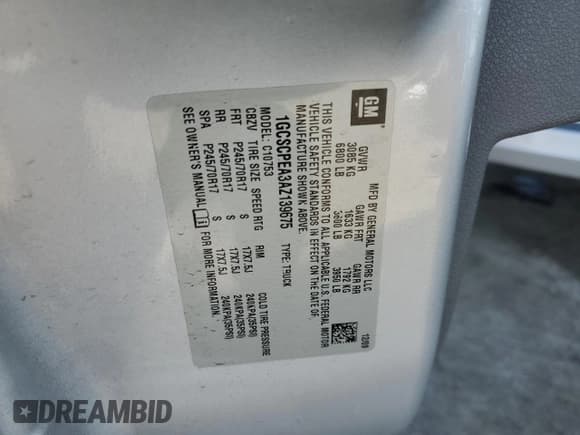 GM
MFD BY GENERAL MOTORS LLC 12/09
GVWR GAWR FRT GAWR RR
3085 KG 1633 KG 1792 KG
6800 LB 3600 LB 3950 LB
THIS VEHICLE CONFORMS TO ALL APPLICABLE U.S. FEDERAL MOTOR
VEHICLE SAFETY STANDARDS IN EFFECT ON THE DATE OF
MANUFACTURE SHOWN ABOVE.
1GCSCPEA3AZ139675 TYPE: TRUCK
C10753
CBZV TIRE SIZE SPEED RTG RIM COLD TIRE PRESSURE
FRT P245/70R17 S 17X7.5J 240KPA(35PSI)
RR P245/70R17 S 17X7.5J 240KPA(35PSI)
SPA P245/70R17 S 17X7.5J 240KPA(35PSI)
SEE OWNER'S MANUAL FOR MORE INFORMATION.
DREAMBID